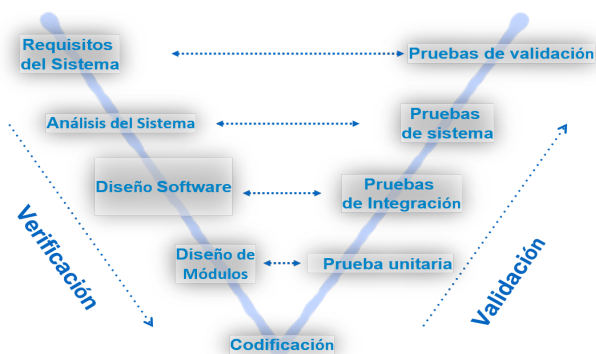 Requisitos
del Sistema
Pruebas de validación
Análisis del Sistema
Pruebas
de sistema
Diseño Software
Pruebas
de Integración
Diseño de
Módulos
Prueba unitaria
Codificación
Verificación
Validación